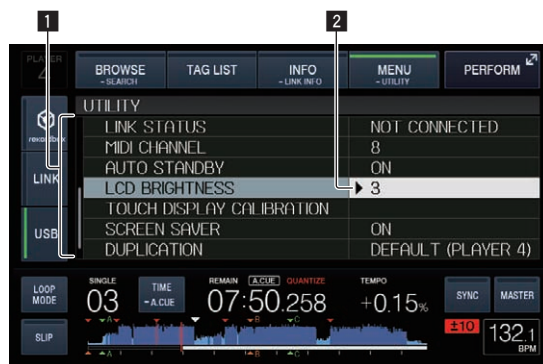 1
2
PLAYER
4
BROWSE
- SEARCH
TAG LIST
INFO
- LINK INFO
MENU
- UTILITY
PERFORM
UTILITY
rekordbox
LINK
USB
LINK STATUS NOT CONNECTED
MIDI CHANNEL 8
AUTO STANDBY ON
LCD BRIGHTNESS 3
TOUCH DISPLAY CALIBRATION
SCREEN SAVER ON
DUPLICATION DEFAULT (PLAYER 4)
LOOP
MODE
SLIP
SINGLE
03
TIME
- A.CUE
REMAIN A.CUE QUANTIZE
07:50.258
TEMPO
+0.15%
SYNC
MASTER
A B C
A B C
±10
132.1
BPM